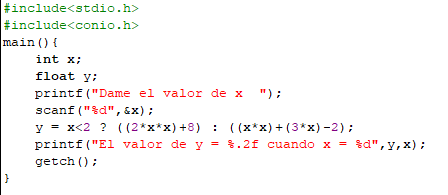 #include<stdio.h>
#include<conio.h>
main(){
    int x;
    float y;
    printf("Dame el valor de x  ");
    scanf("%d",&x);
    y = x<2 ? ((2*x*x)+8) : ((x*x)+(3*x)-2);
    printf("El valor de y = %.2f cuando x = %d",y,x);
    getch();
}